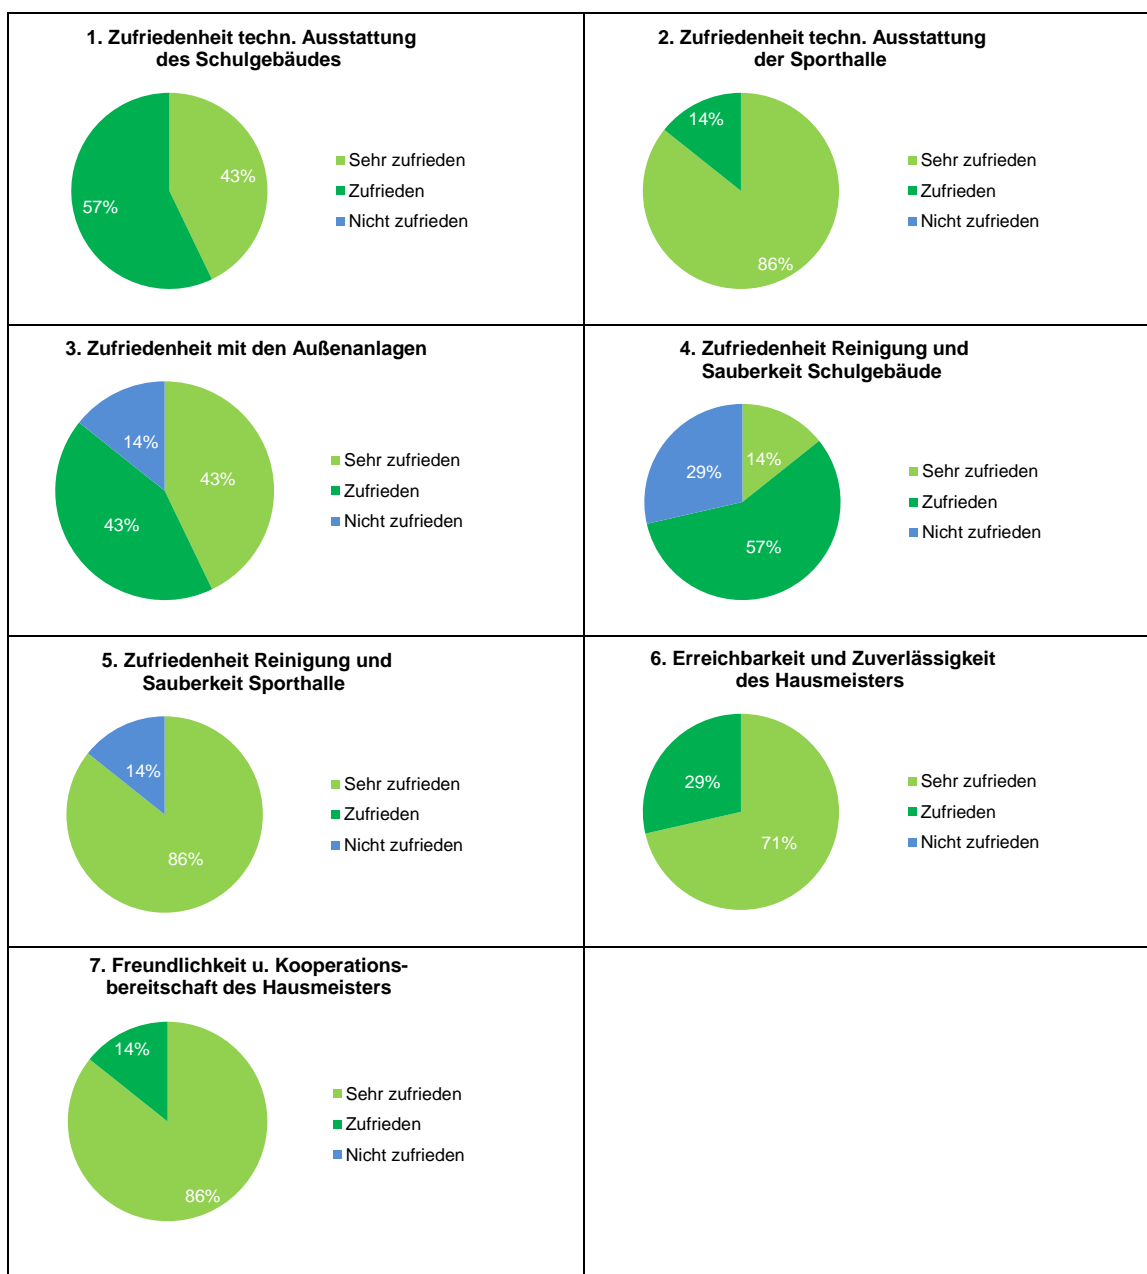 1. Zufriedenheit techn. Ausstattung
des Schulgebäudes
43%
57%
Sehr zufrieden
Zufrieden
Nicht zufrieden
2. Zufriedenheit techn. Ausstattung
der Sporthalle
14%
86%
Sehr zufrieden
Zufrieden
Nicht zufrieden
3. Zufriedenheit mit den Außenanlagen
14%
43%
43%
Sehr zufrieden
Zufrieden
Nicht zufrieden
4. Zufriedenheit Reinigung und
Sauberkeit Schulgebäude
14%
29%
57%
Sehr zufrieden
Zufrieden
Nicht zufrieden
5. Zufriedenheit Reinigung und
Sauberkeit Sporthalle
14%
86%
Sehr zufrieden
Zufrieden
Nicht zufrieden
6. Erreichbarkeit und Zuverlässigkeit
des Hausmeisters
29%
71%
Sehr zufrieden
Zufrieden
Nicht zufrieden
7. Freundlichkeit u. Kooperations-
bereitschaft des Hausmeisters
14%
86%
Sehr zufrieden
Zufrieden
Nicht zufrieden